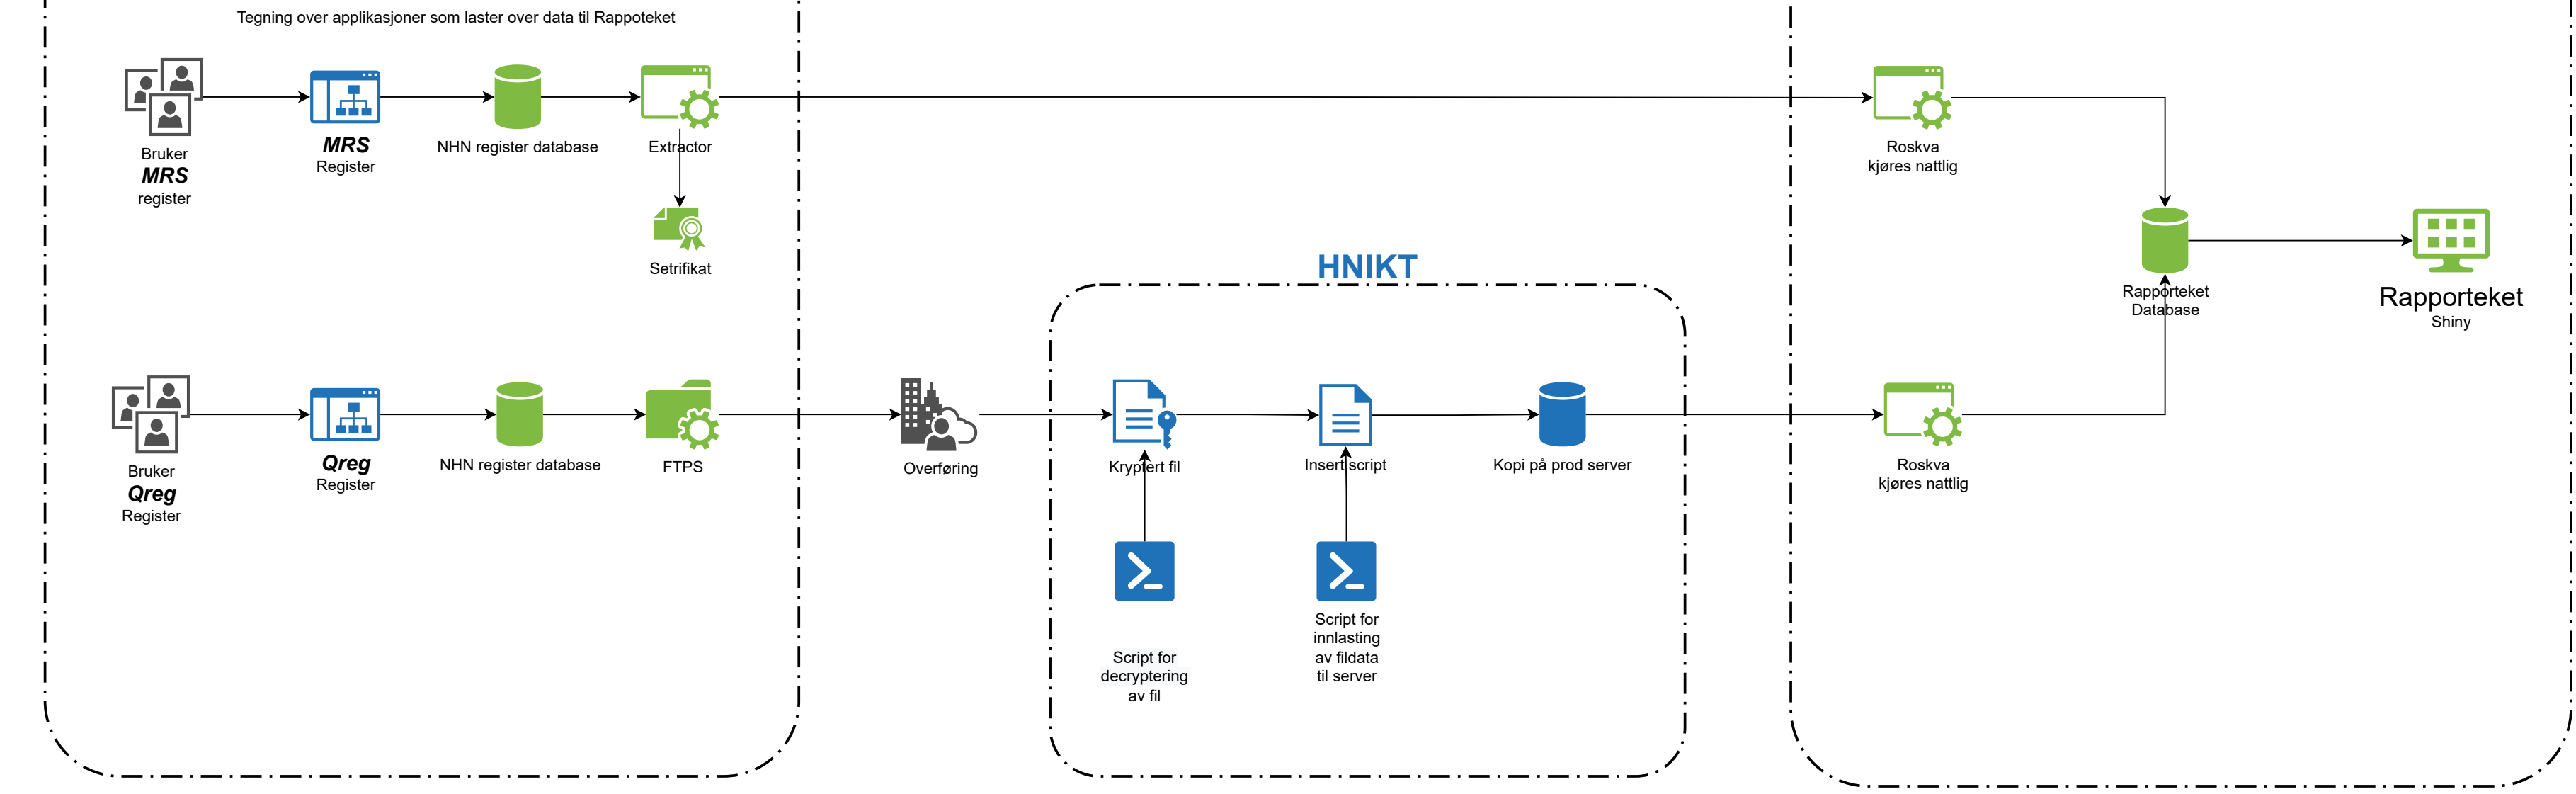 Tegning over applikasjoner som laster over data til Rappoteket
Bruker
MRS
register
MRS
Register
NHN register database
Extractor
Setrifikat
Roskva
kjøres nattlig
Rapporteket
Database
Rapporteket
Shiny
HNIKT
Bruker
Qreg
Register
Qreg
Register
NHN register database
FTPS
Overføring
Kryptert fil
Insert script
Kopi på prod server
Roskva
kjøres nattlig
Script for
decryptering
av fil
Script for
innlasting
av fildata
til server